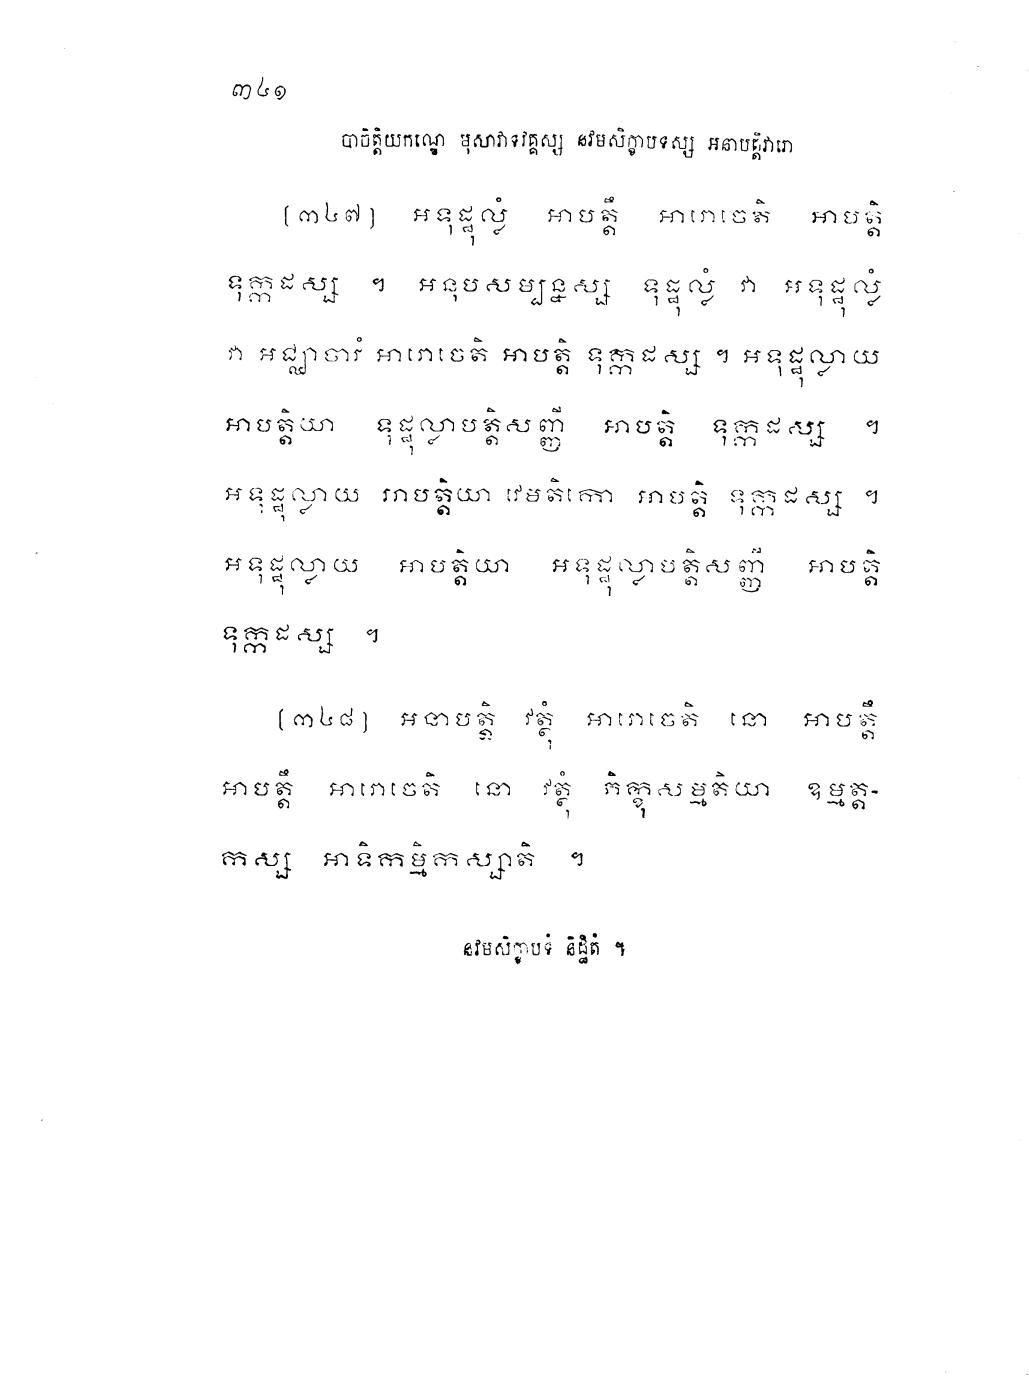 ៣៤១
បាចិត្តិយកណ្ឌេ មុសាវាទវគ្គស្ស នវមសិក្ខាបទស្ស អនាបត្តិវារោ
(៣៤៧) អទុដ្ឋុល្លំ អាបត្តឹ អារោចេតិ អាបត្តិ
ទុក្កដស្ស ។ អនុបសម្បន្នស្ស ទុដ្ឋុល្លំ វា អទុដ្ឋុល្លំ
វា អជ្ឈាចារំ អារោចេតិ អាបត្តិ ទុក្កដស្ស ។ អទុដ្ឋុល្លាយ
អាបត្តិយា ទុដ្ឋុល្លាបត្តិសញ្ញី អាបត្តិ ទុក្កដស្ស ។
អទុដ្ឋុល្លាយ អាបត្តិយា វេមតិកោ អាបត្តិ ទុក្កដស្ស ។
អទុដ្ឋុល្លាយ អាបត្តិយា អទុដ្ឋុល្លាបត្តិសញ្ញី អាបត្តិ
ទុក្កដស្ស ។
(៣៤៨) អនាបត្តិ វត្ថុំ អារោចេតិ នោ អាបត្តឹ
អាបត្តឹ អារោចេតិ នោ វត្ថុំ ភិក្ខុសម្មតិយា ឧម្មត្ត-
កស្ស អាទិកម្មិកស្សាតិ ។
នវមសិក្ខាបទំ និដ្ឋិតំ ។